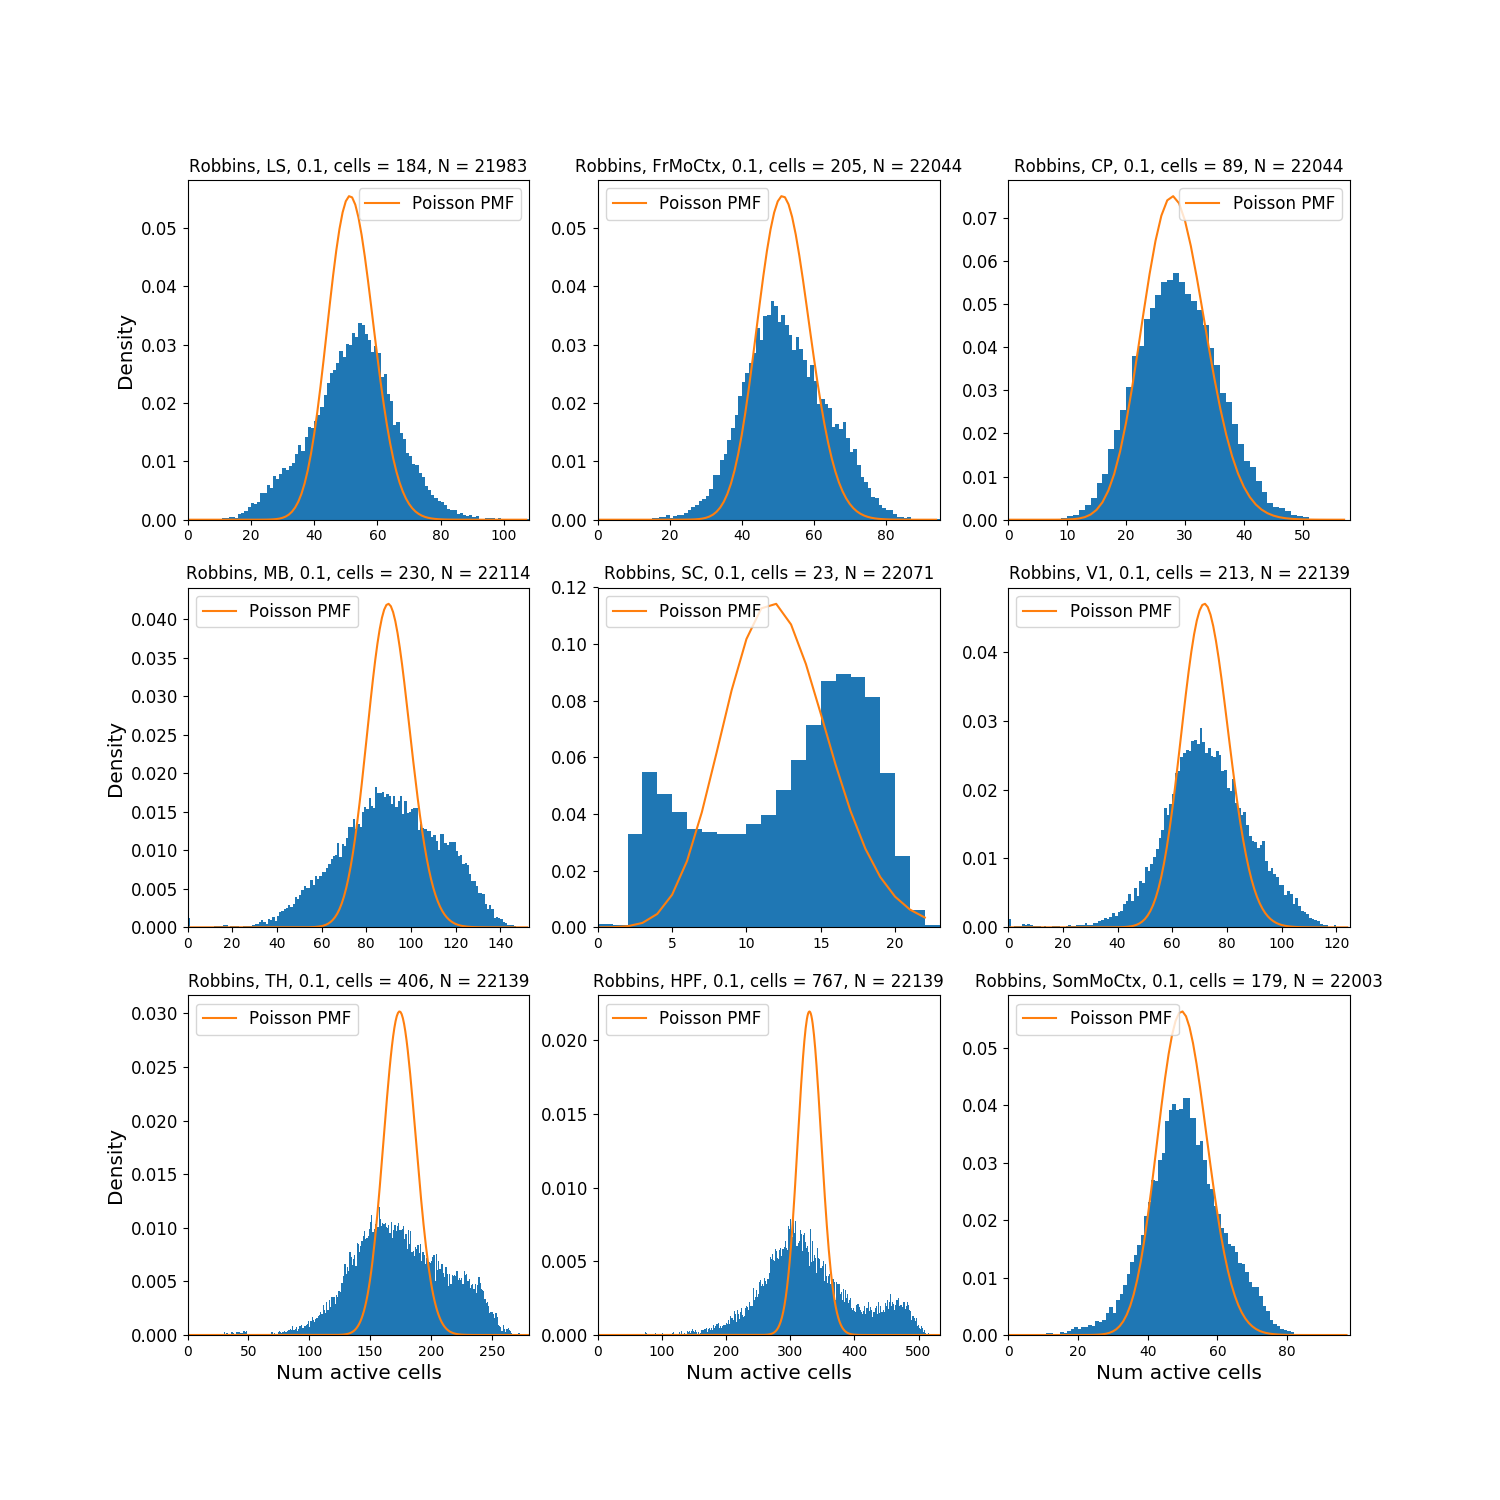 Robbins, LS, 0.1, cells = 184, N = 21983
Robbins, FrMoCtx, 0.1, cells = 205, N = 22044
Robbins, CP, 0.1, cells = 89, N = 22044
Poisson PMF
Poisson PMF
Poisson PMF
Density
0.05
0.04
0.03
0.02
0.01
0.00
0 20 40 60 80 100
0.05
0.04
0.03
0.02
0.01
0.00
0 20 40 60 80
0.07
0.06
0.05
0.04
0.03
0.02
0.01
0.00
0 10 20 30 40 50
Robbins, MB, 0.1, cells = 230, N = 22114
Robbins, SC, 0.1, cells = 23, N = 22071
Robbins, V1, 0.1, cells = 213, N = 22139
Poisson PMF
Poisson PMF
Poisson PMF
Density
0.040
0.035
0.030
0.025
0.020
0.015
0.010
0.005
0.000
0 20 40 60 80 100 120 140
0.12
0.10
0.08
0.06
0.04
0.02
0.00
0 5 10 15 20
0.04
0.03
0.02
0.01
0.00
0 20 40 60 80 100 120
Robbins, TH, 0.1, cells = 406, N = 22139
Robbins, HPF, 0.1, cells = 767, N = 22139
Robbins, SomMoCtx, 0.1, cells = 179, N = 22003
Poisson PMF
Poisson PMF
Poisson PMF
Density
0.030
0.025
0.020
0.015
0.010
0.005
0.000
0 50 100 150 200 250
Num active cells
0.020
0.015
0.010
0.005
0.000
0 100 200 300 400 500
Num active cells
0.05
0.04
0.03
0.02
0.01
0.00
0 20 40 60 80
Num active cells